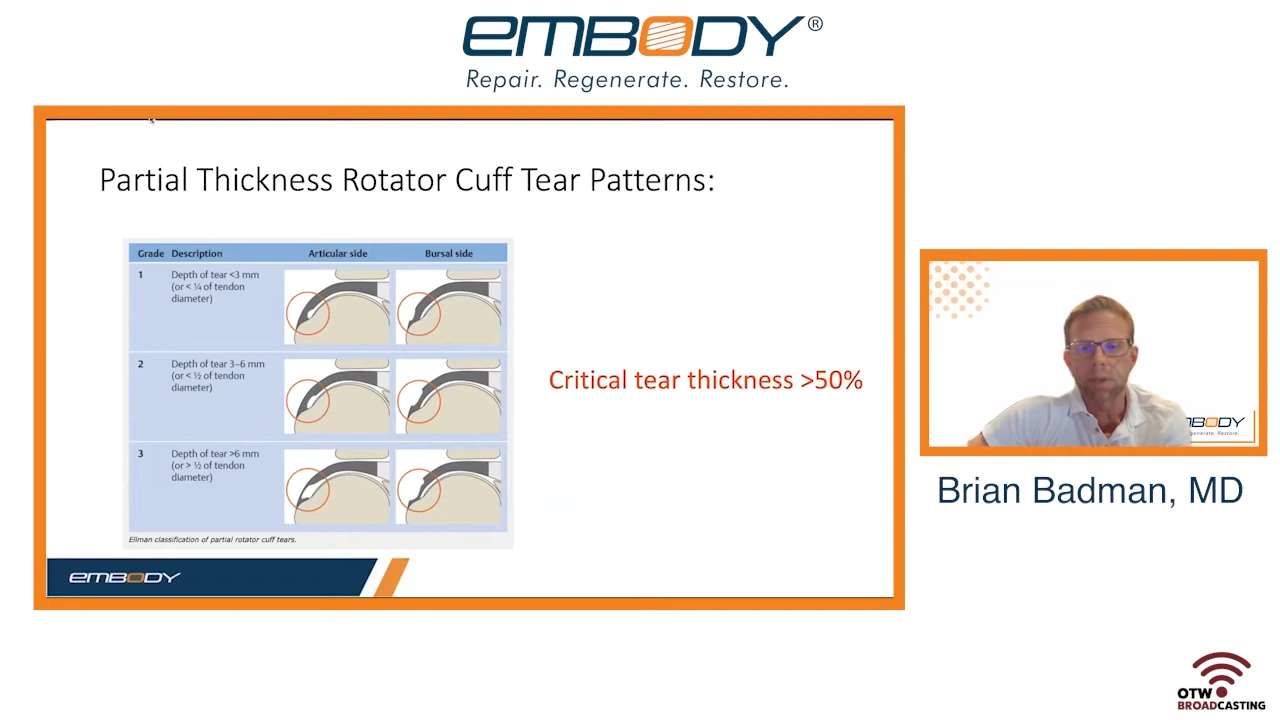 emBODY®
Repair. Regenerate. Restore.
Partial Thickness Rotator Cuff Tear Patterns:
Grade Description Articular side Bursal side
1 Depth of tear <3 mm
(or < ¼ of tendon
diameter)
2 Depth of tear 3–6 mm
(or < ½ of tendon
diameter)
3 Depth of tear >6 mm
(or > ½ of tendon
diameter)
Ellman classification of partial rotator cuff tears.
Critical tear thickness >50%
emBODY
Restore.
Brian Badman, MD
OTW
BROADCASTING